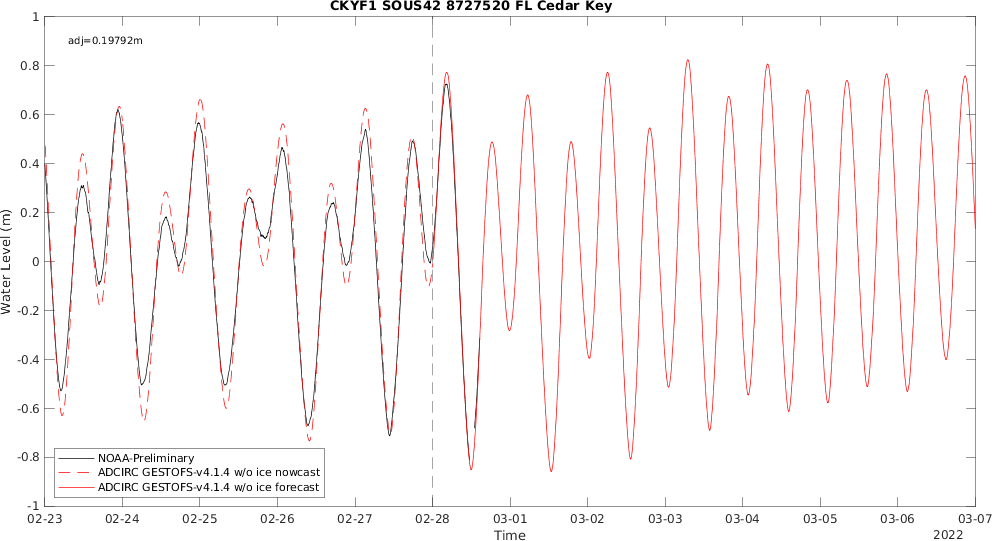 CKYF1 SOUS42 8727520 FL Cedar Key
adj=0.19792m
1
0.8
0.6
0.4
0.2
0
-0.2
-0.4
-0.6
-0.8
-1
Water Level (m)
NOAA-Preliminary
ADCIRC GESTOFS-v4.1.4 w/o ice nowcast
ADCIRC GESTOFS-v4.1.4 w/o ice forecast
02-23 02-24 02-25 02-26 02-27 02-28 03-01 03-02 03-03 03-04 03-05 03-06 03-07
Time
2022